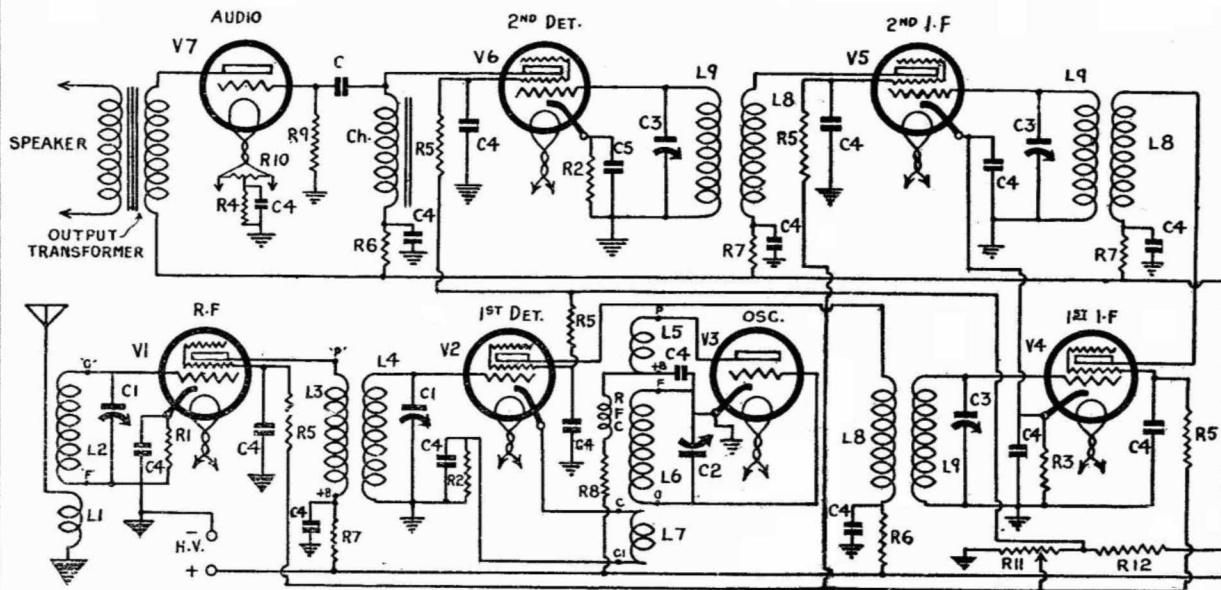 AUDIO
2ND DET.
2ND I.F
V7
V6
V5
C
L9
L9
L8
L8
SPEAKER
R9
Ch.
R5
C4
C3
C5
R2
R5
C4
C3
C4
R10
R4
C4
C4
R6
C4
R7
C4
R7
OUTPUT
TRANSFORMER
R.F
1ST DET.
R5
P
OSC.
1ST I.F
V1
"P"
V2
L5
V3
V4
C4
+B
"G"
C1
L3
L4
C1
F
R
F
C
L2
C4
R1
C4
R5
C4
R2
C4
R8
L6
C2
L8
C3
L9
C4
R3
C4
R5
"F"
+B
G
L1
C4
R7
C
L7
C1
C4
R6
−
H.V.
+
R11
R12